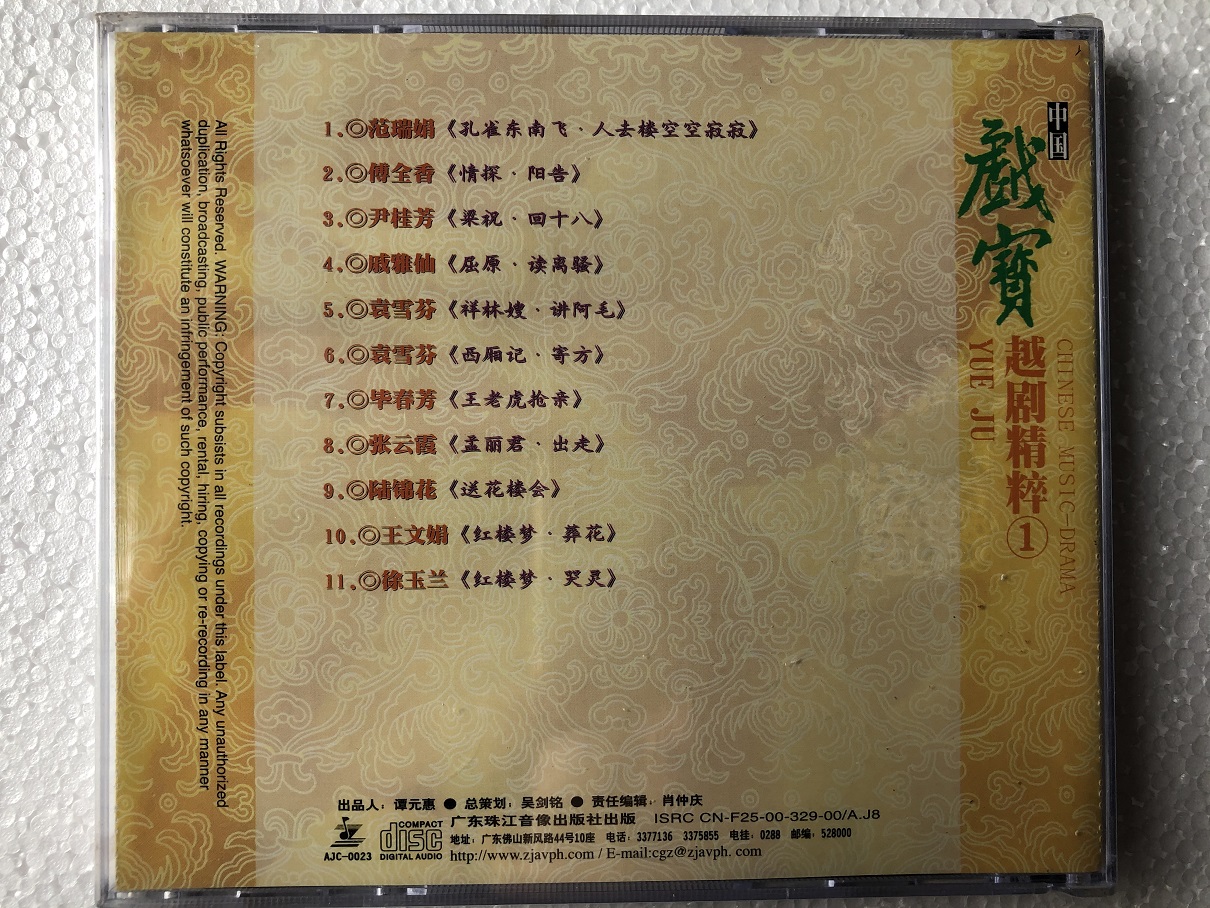 1.◎范瑞娟《孔雀东南飞·人去楼空空寂寂》
2.◎傅全香《情探·阳告》
3.◎尹桂芳《梁祝·回十八》
4.◎戚雅仙《屈原·读离骚》
5.◎袁雪芬《祥林嫂·讲阿毛》
6.◎袁雪芬《西厢记·寄方》
7.◎毕春芳《王老虎抢亲》
8.◎张云霞《孟丽君·出走》
9.◎陆锦花《送花楼会》
10.◎王文娟《红楼梦·葬花》
11.◎徐玉兰《红楼梦·哭灵》
中国
戲寶
越剧精粹①
YUE JU
CHINESE MUSIC-DRAMA
All Rights Reserved. WARNING: Copyright subsists in all recordings under this label. Any unauthorized
duplication, broadcasting, public performance, rental, hiring, copying or re-recording in any manner
whatsoever will constitute an infringement of such copyright.
出品人：谭元惠 ● 总策划：吴剑铭 ● 责任编辑：肖仲庆
AJC-0023
COMPACT
disc
DIGITAL AUDIO
广东珠江音像出版社出版 ISRC CN-F25-00-329-00/A.J8
地址：广东佛山新风路44号10座 电话：3377136 3375855 电挂：0288 邮编：528000
http://www.zjavph.com / E-mail:cgz@zjavph. com